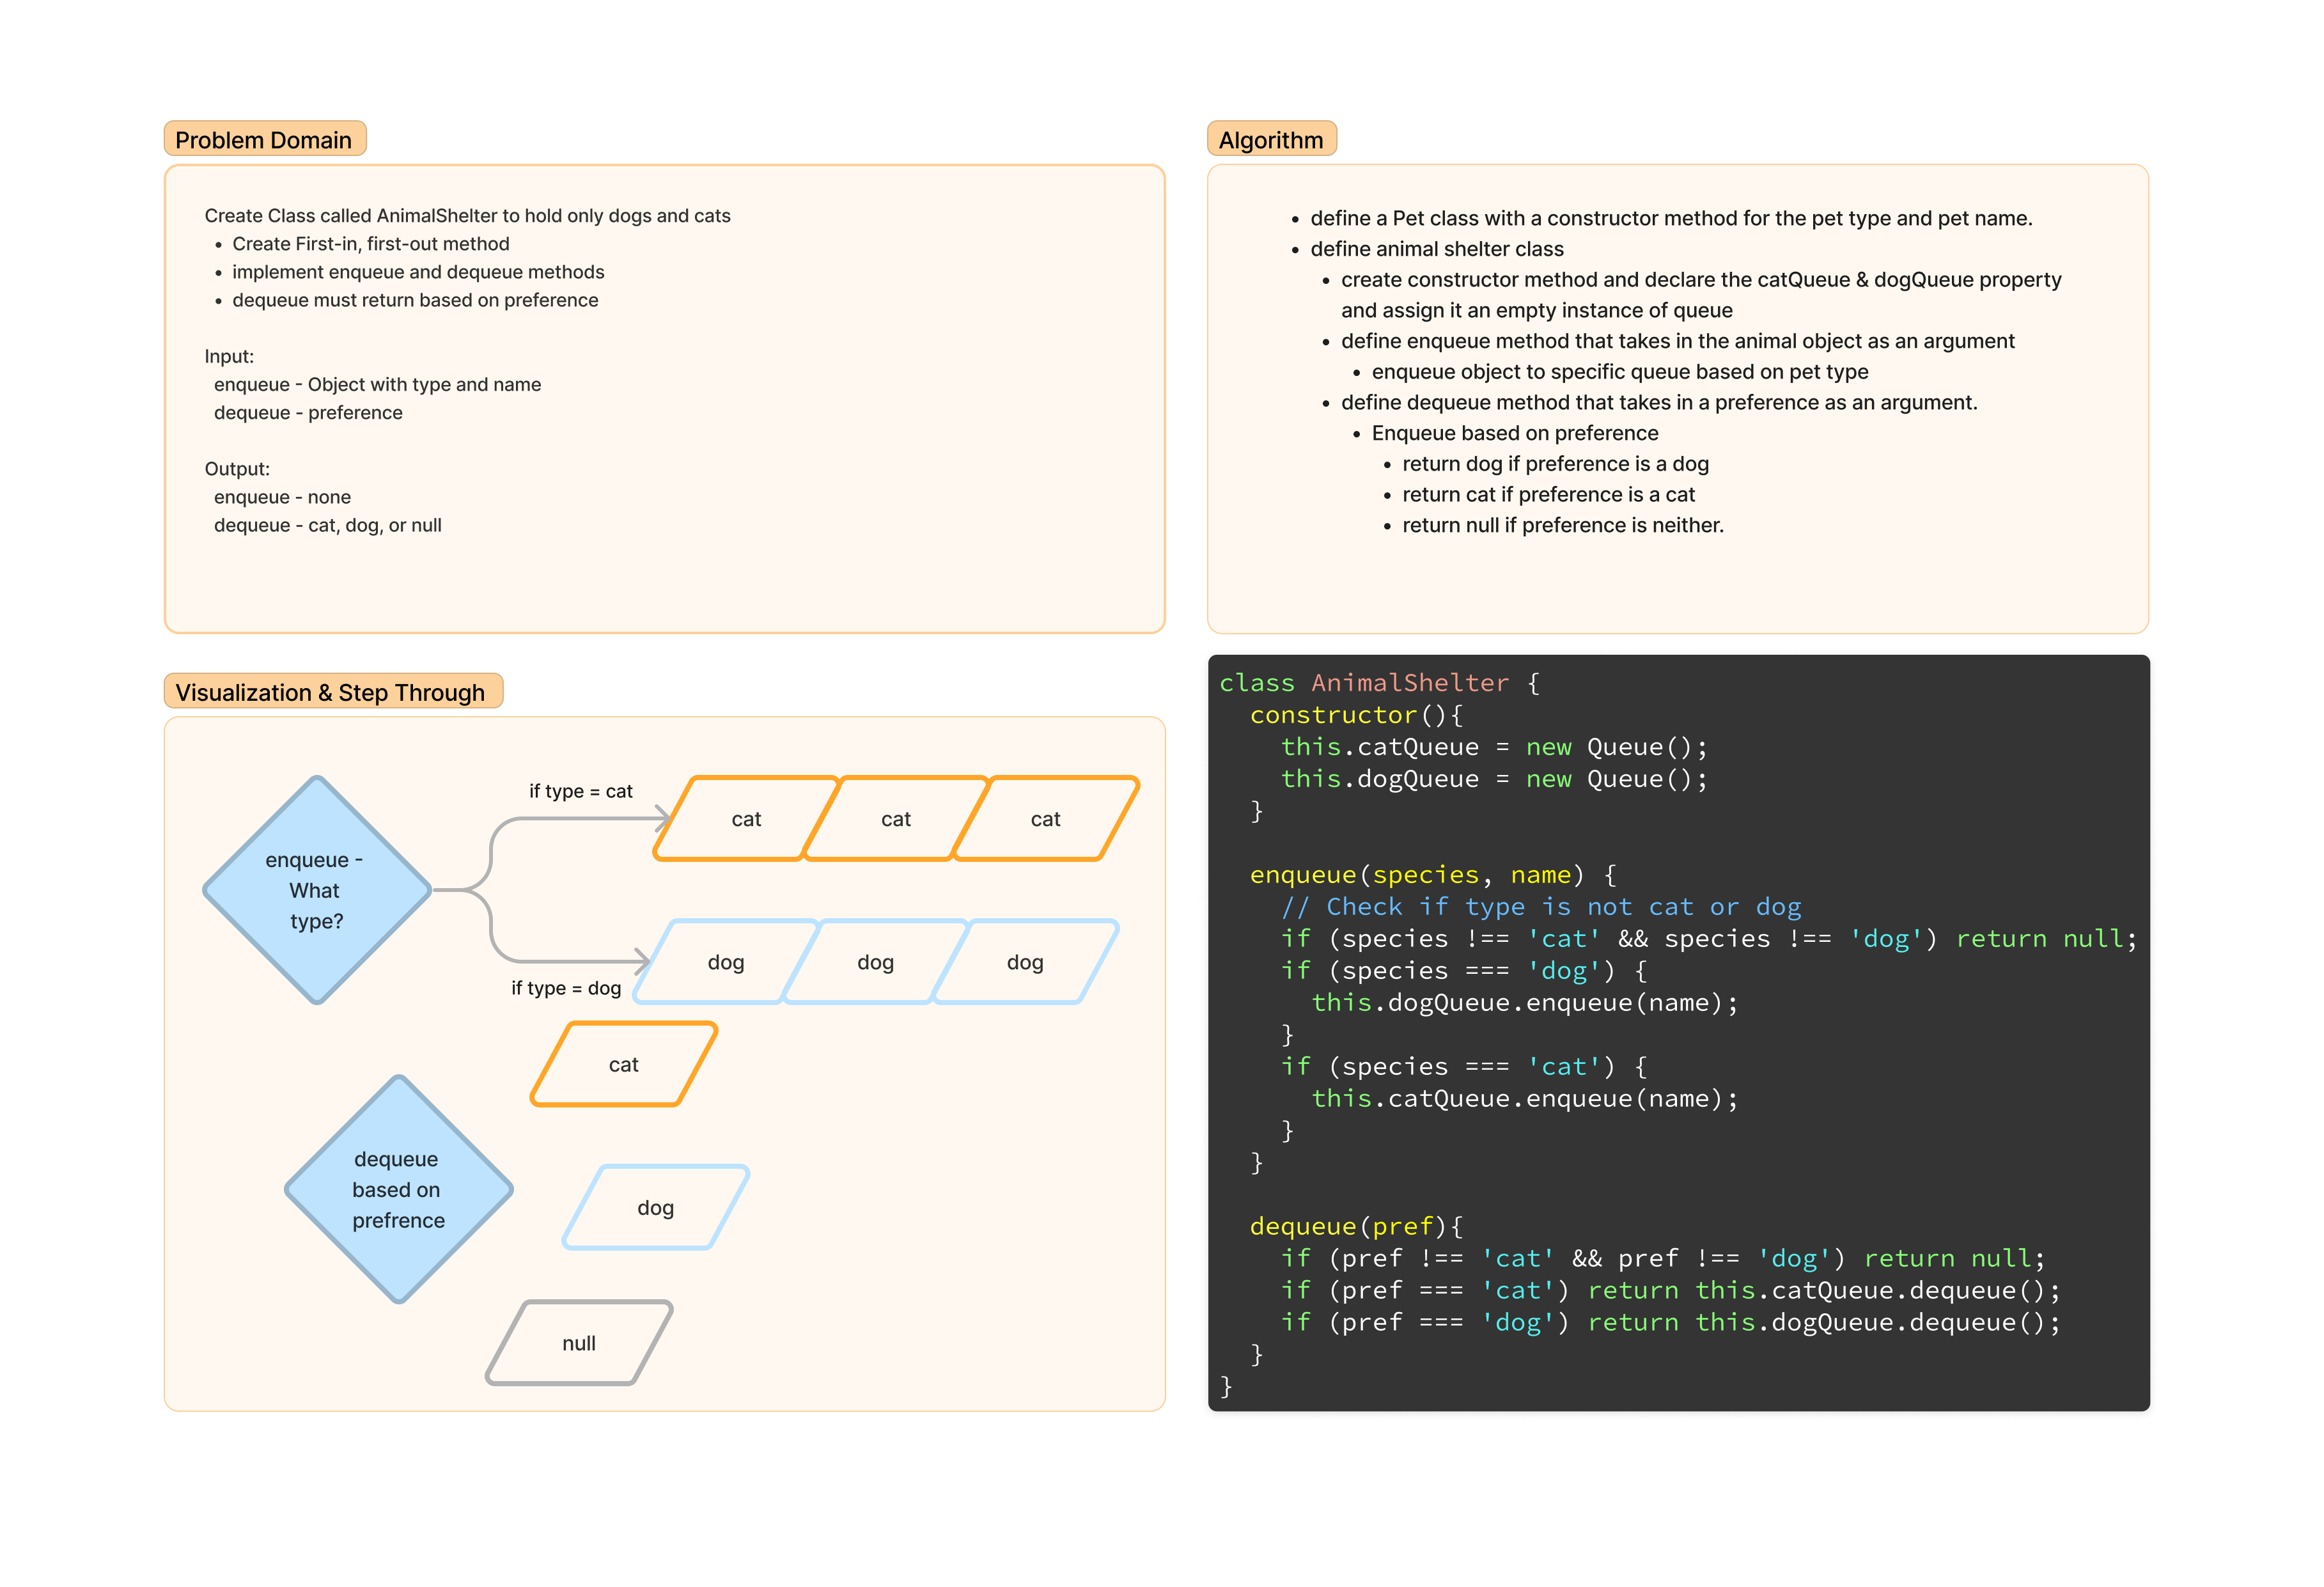 Problem Domain
Create Class called AnimalShelter to hold only dogs and cats
• Create First-in, first-out method
• implement enqueue and dequeue methods
• dequeue must return based on preference
Input:
enqueue - Object with type and name
dequeue - preference
Output:
enqueue - none
dequeue - cat, dog, or null
Algorithm
• define a Pet class with a constructor method for the pet type and pet name.
• define animal shelter class
• create constructor method and declare the catQueue & dogQueue property
and assign it an empty instance of queue
• define enqueue method that takes in the animal object as an argument
• enqueue object to specific queue based on pet type
• define dequeue method that takes in a preference as an argument.
• Enqueue based on preference
• return dog if preference is a dog
• return cat if preference is a cat
• return null if preference is neither.
Visualization & Step Through
enqueue -
What
type?
if type = cat
cat
cat
cat
if type = dog
dog
dog
dog
dequeue
based on
prefrence
cat
dog
null
class AnimalShelter {
  constructor(){
    this.catQueue = new Queue();
    this.dogQueue = new Queue();
  }
  enqueue(species, name) {
    // Check if type is not cat or dog
    if (species !== 'cat' && species !== 'dog') return null;
    if (species === 'dog') {
      this.dogQueue.enqueue(name);
    }
    if (species === 'cat') {
      this.catQueue.enqueue(name);
    }
  }
  dequeue(pref){
    if (pref !== 'cat' && pref !== 'dog') return null;
    if (pref === 'cat') return this.catQueue.dequeue();
    if (pref === 'dog') return this.dogQueue.dequeue();
  }
}